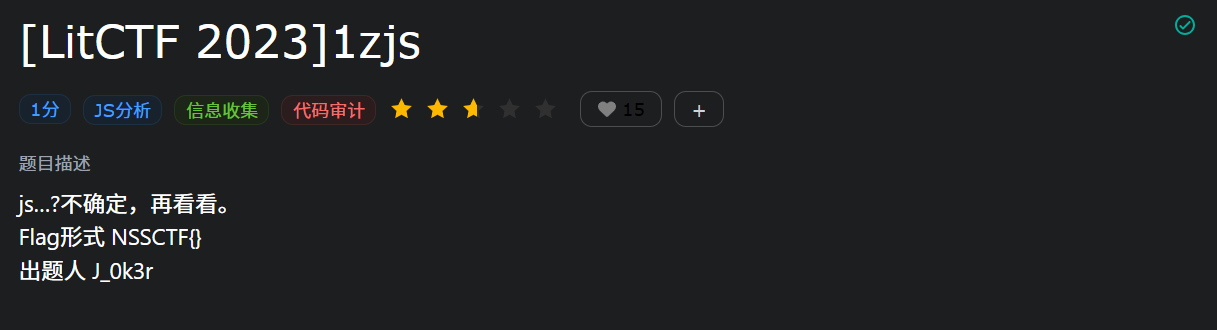 [LitCTF 2023]1zjs
1分 JS分析 信息收集 代码审计 15 +
题目描述
js…?不确定，再看看。
Flag形式 NSSCTF{}
出题人 J_0k3r